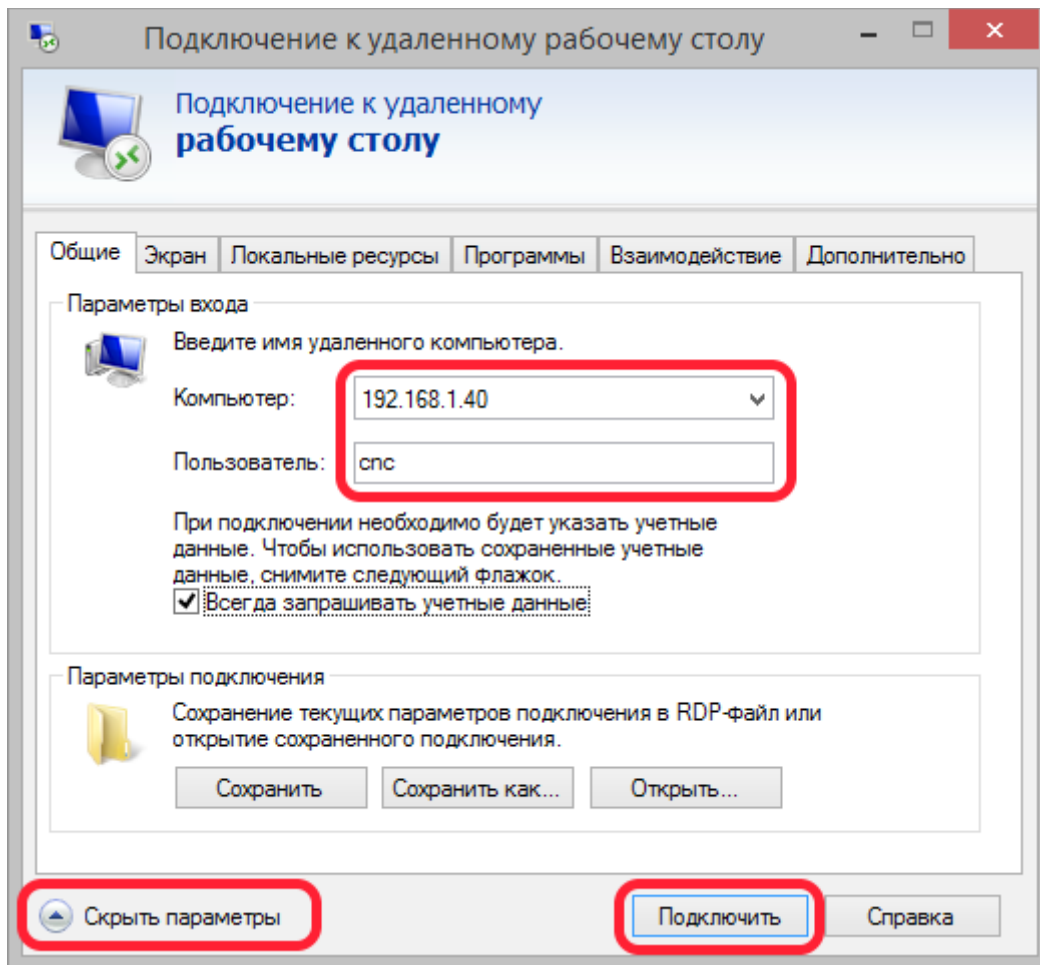 Подключение к удаленному рабочему столу
Подключение к удаленному
рабочему столу
Общие Экран Локальные ресурсы Программы Взаимодействие Дополнительно
Параметры входа
Введите имя удаленного компьютера.
Компьютер: 192.168.1.40
Пользователь: cnc
При подключении необходимо будет указать учетные
данные. Чтобы использовать сохраненные учетные
данные, снимите следующий флажок.
Всегда запрашивать учетные данные
Параметры подключения
Сохранение текущих параметров подключения в RDP-файл или
открытие сохраненного подключения.
Сохранить Сохранить как... Открыть...
Скрыть параметры Подключить Справка